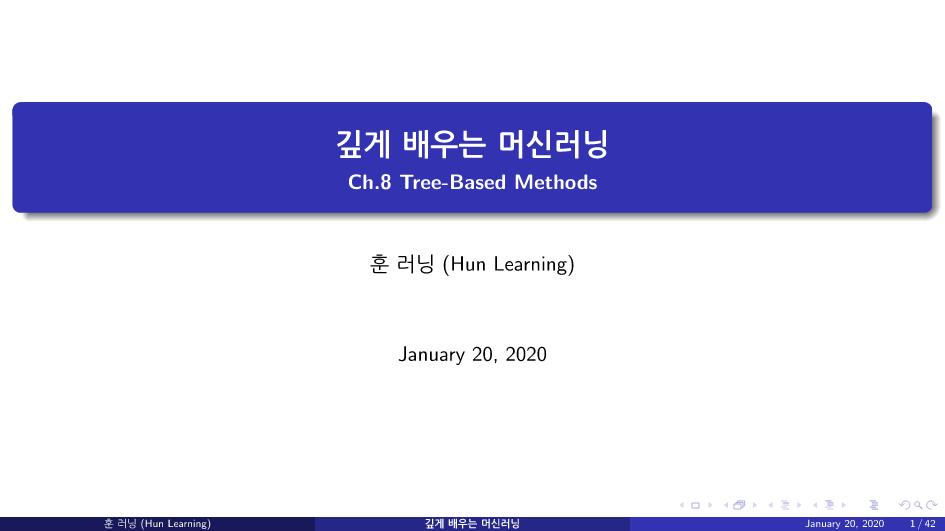 깊게 배우는 머신러닝
Ch.8 Tree-Based Methods
훈 러닝 (Hun Learning)
January 20, 2020
훈 러닝 (Hun Learning) 깊게 배우는 머신러닝 January 20, 2020 1 / 42